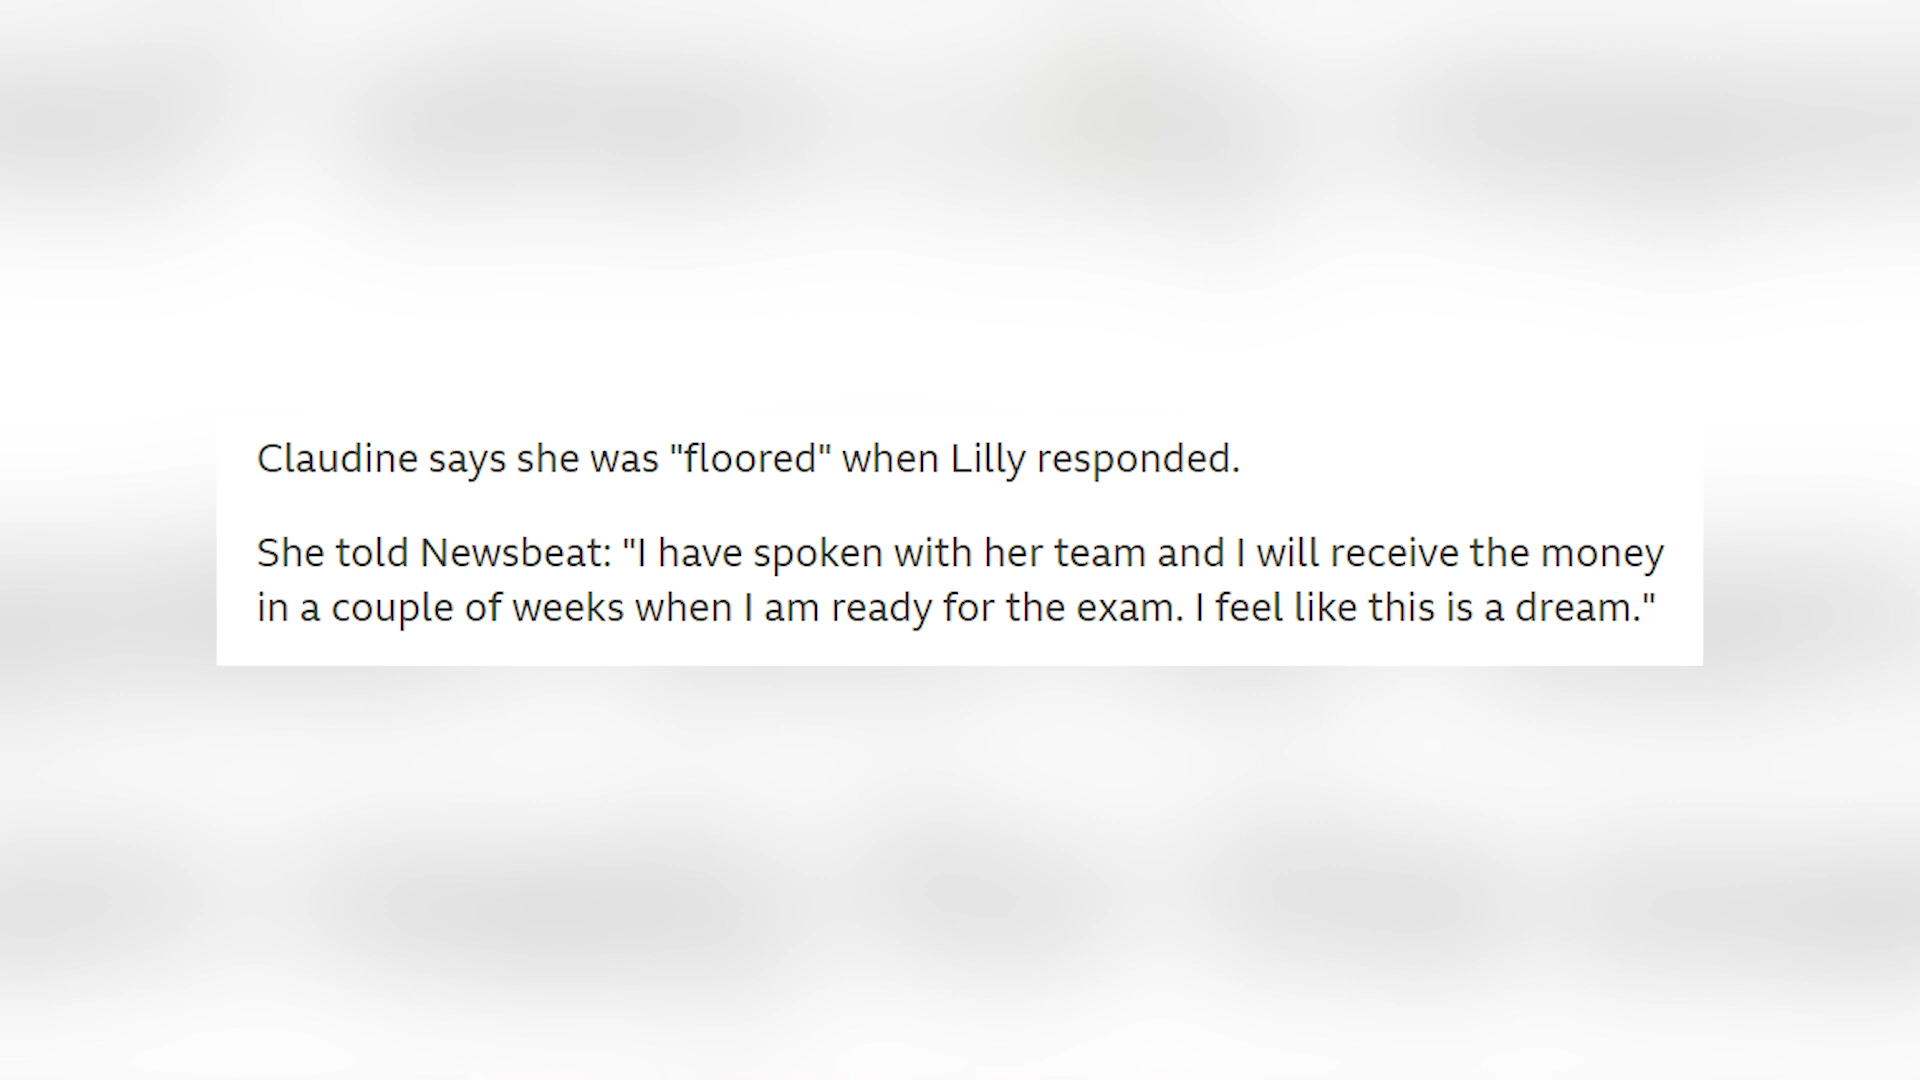 Claudine says she was "floored" when Lilly responded.
She told Newsbeat: "I have spoken with her team and I will receive the money
in a couple of weeks when I am ready for the exam. I feel like this is a dream."